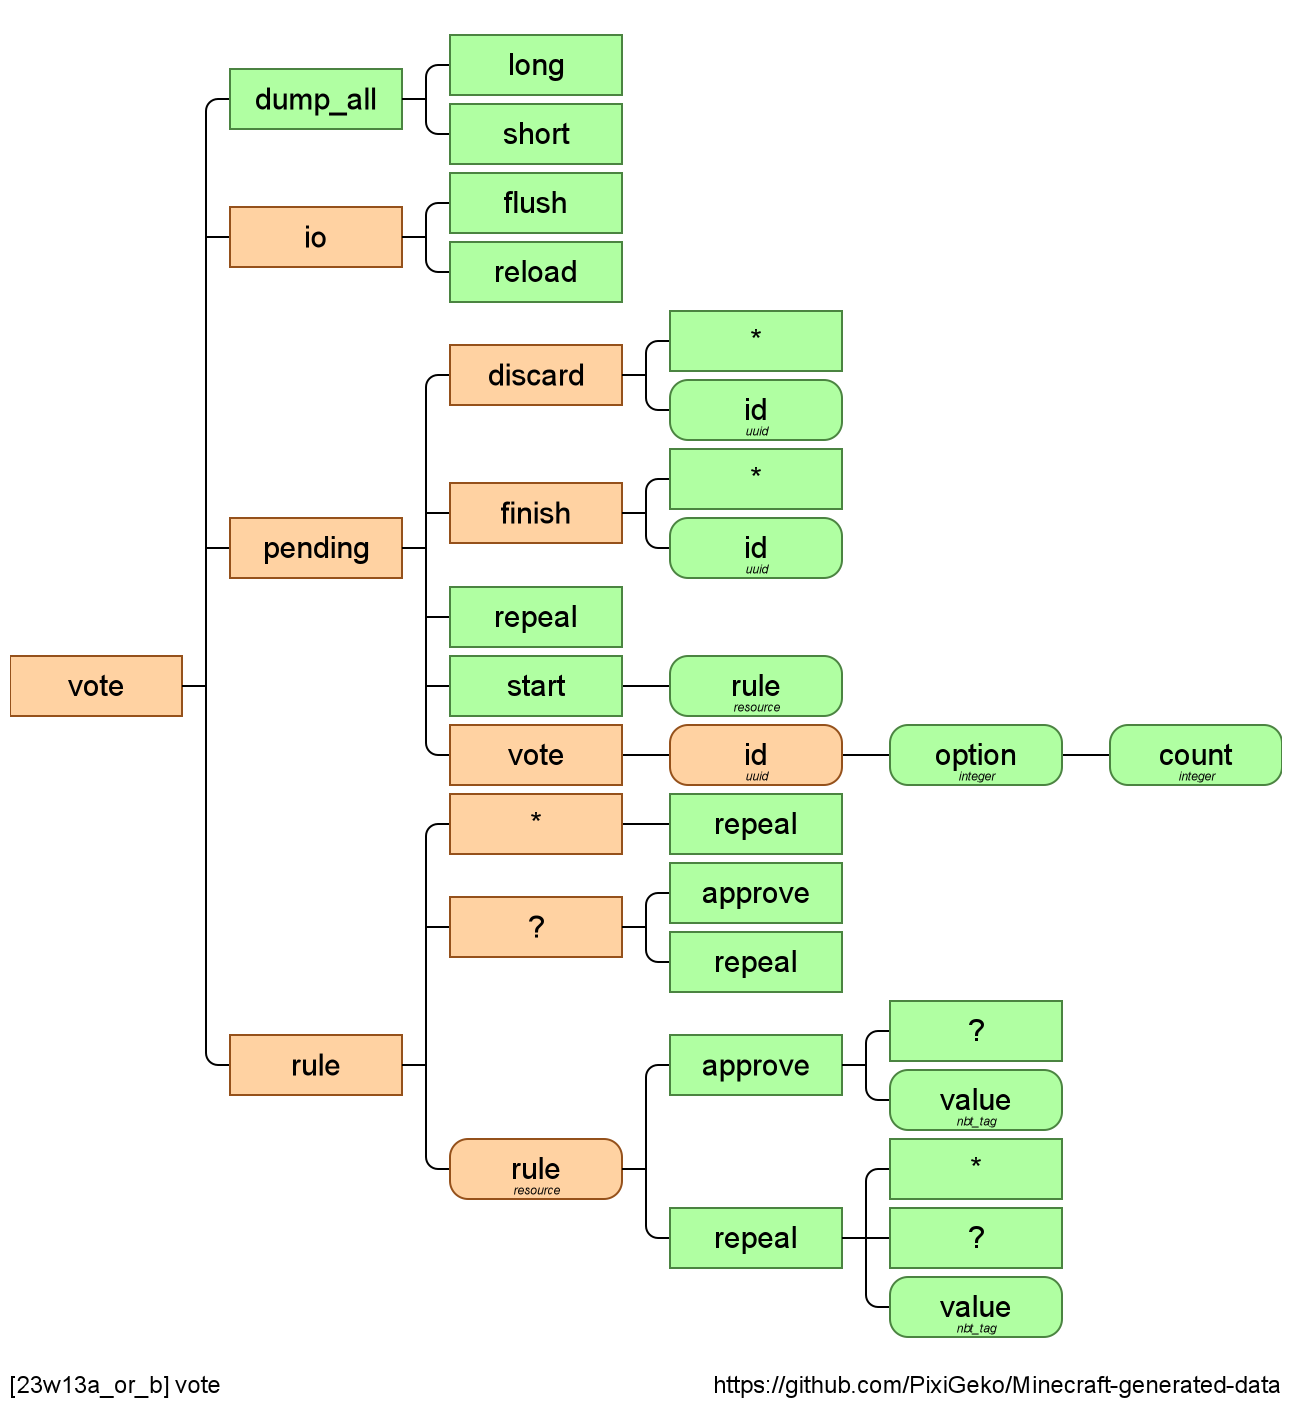 long
dump_all
short
flush
io
reload
*
discard
id
uuid
*
finish
id
uuid
pending
repeal
vote
start
rule
resource
vote
id
uuid
option
integer
count
integer
*
repeal
approve
?
repeal
?
rule
approve
value
nbt_tag
rule
resource
*
repeal
?
value
nbt_tag
[23w13a_or_b] vote
https://github.com/PixiGeko/Minecraft-generated-data